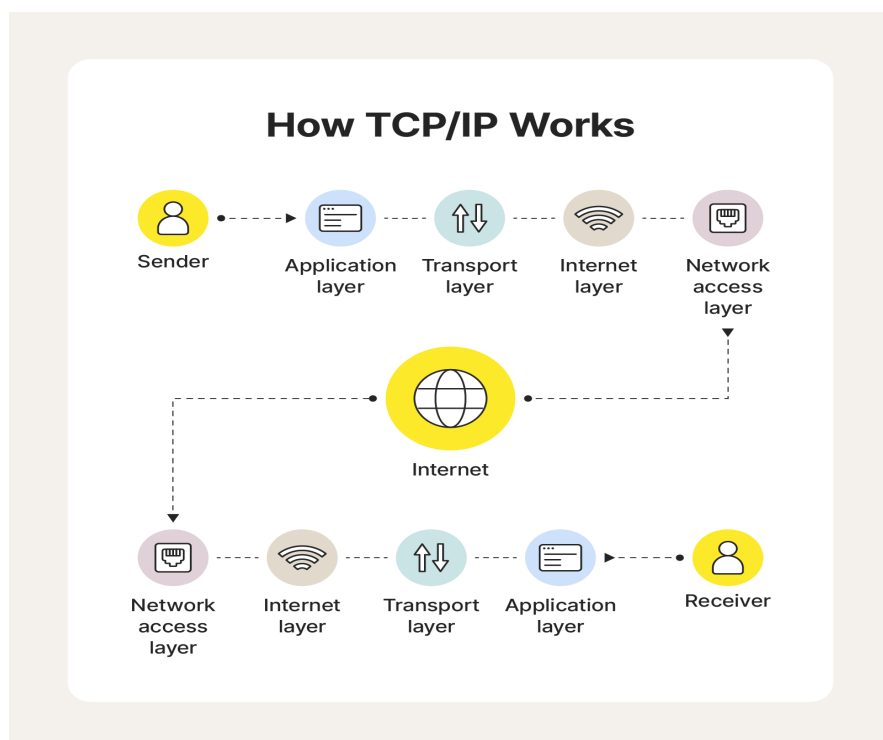 How TCP/IP Works
Sender
Application
layer
Transport
layer
Internet
layer
Network
access
layer
Internet
Network
access
layer
Internet
layer
Transport
layer
Application
layer
Receiver